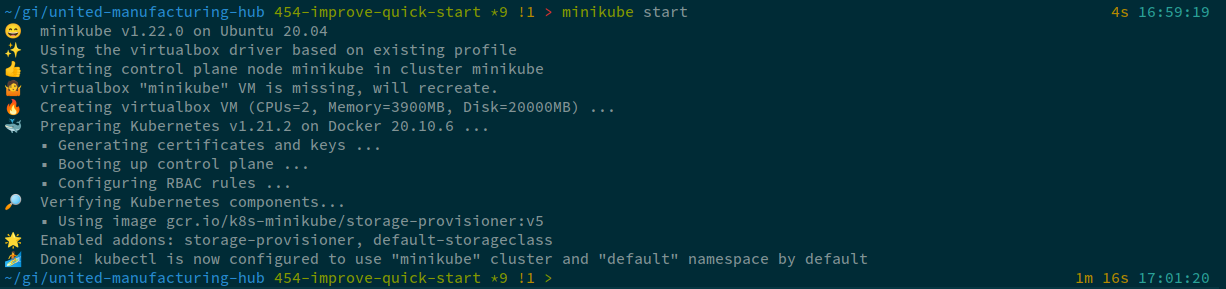 ~/gi/united-manufacturing-hub 454-improve-quick-start *9 !1 > minikube start 4s 16:59:19
😄 minikube v1.22.0 on Ubuntu 20.04
✨ Using the virtualbox driver based on existing profile
👍 Starting control plane node minikube in cluster minikube
🤷 virtualbox "minikube" VM is missing, will recreate.
🔥 Creating virtualbox VM (CPUs=2, Memory=3900MB, Disk=20000MB) ...
🐳 Preparing Kubernetes v1.21.2 on Docker 20.10.6 ...
▪ Generating certificates and keys ...
▪ Booting up control plane ...
▪ Configuring RBAC rules ...
🔎 Verifying Kubernetes components...
▪ Using image gcr.io/k8s-minikube/storage-provisioner:v5
🌟 Enabled addons: storage-provisioner, default-storageclass
🏄 Done! kubectl is now configured to use "minikube" cluster and "default" namespace by default
~/gi/united-manufacturing-hub 454-improve-quick-start *9 !1 > 1m 16s 17:01:20